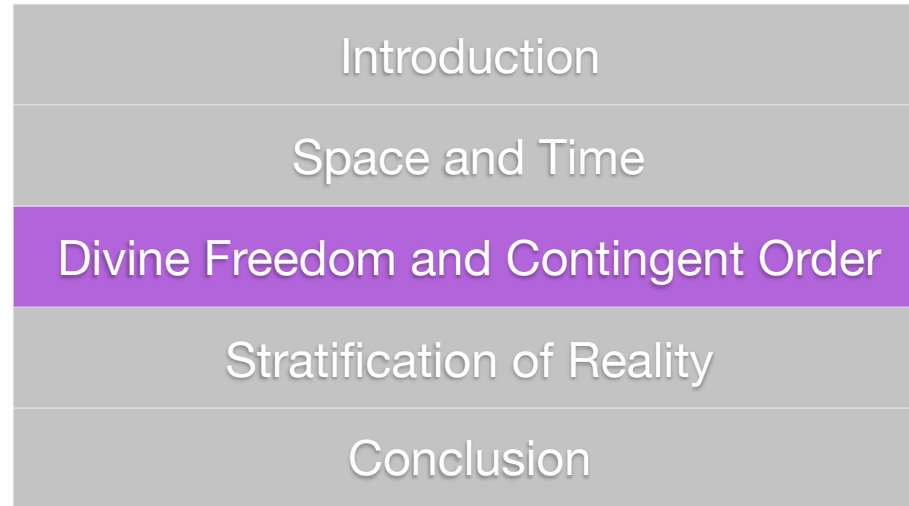 Introduction
Space and Time
Divine Freedom and Contingent Order
Stratification of Reality
Conclusion